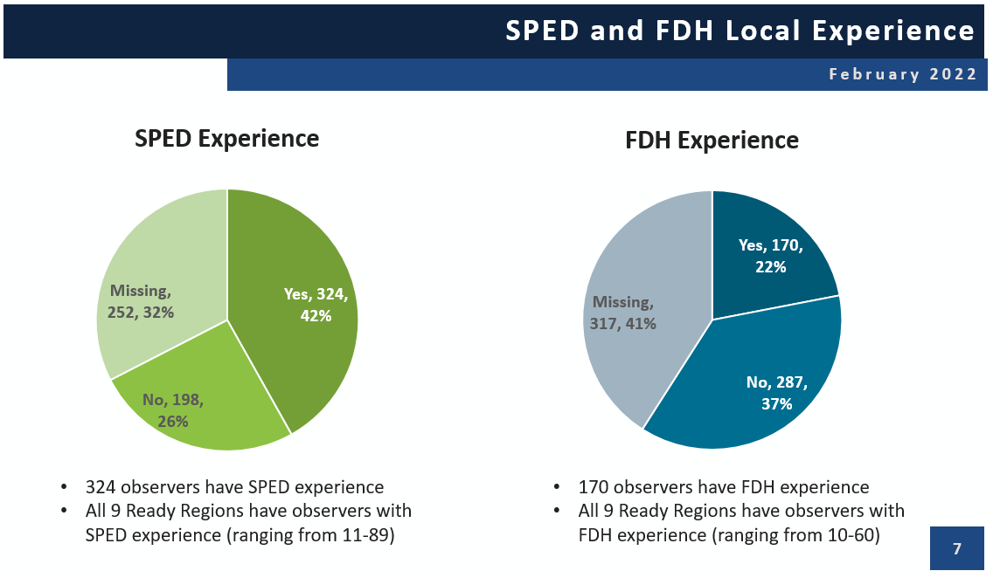 SPED and FDH Local Experience
February 2022
SPED Experience
Yes, 324,
42%
No, 198,
26%
Missing,
252, 32%
• 324 observers have SPED experience
• All 9 Ready Regions have observers with
SPED experience (ranging from 11-89)
FDH Experience
Yes, 170,
22%
No, 287,
37%
Missing,
317, 41%
• 170 observers have FDH experience
• All 9 Ready Regions have observers with
FDH experience (ranging from 10-60)
7